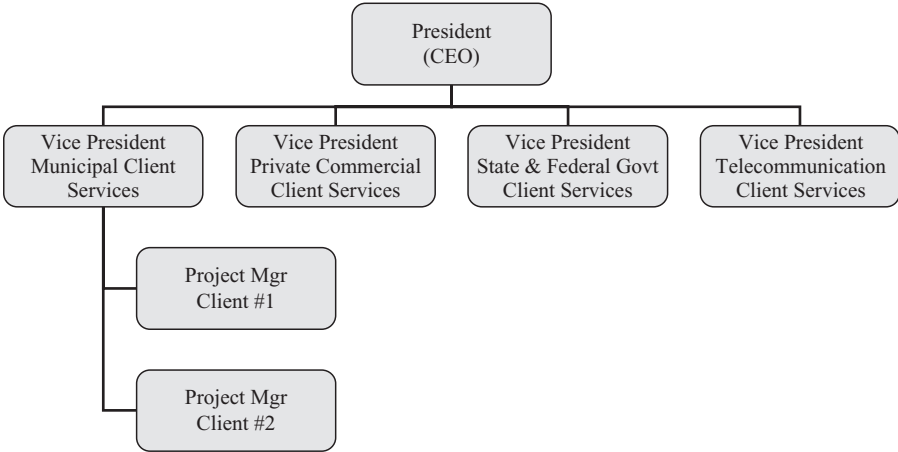 President
(CEO)
Vice President
Municipal Client
Services
Vice President
Private Commercial
Client Services
Vice President
State & Federal Govt
Client Services
Vice President
Telecommunication
Client Services
Project Mgr
Client #1
Project Mgr
Client #2